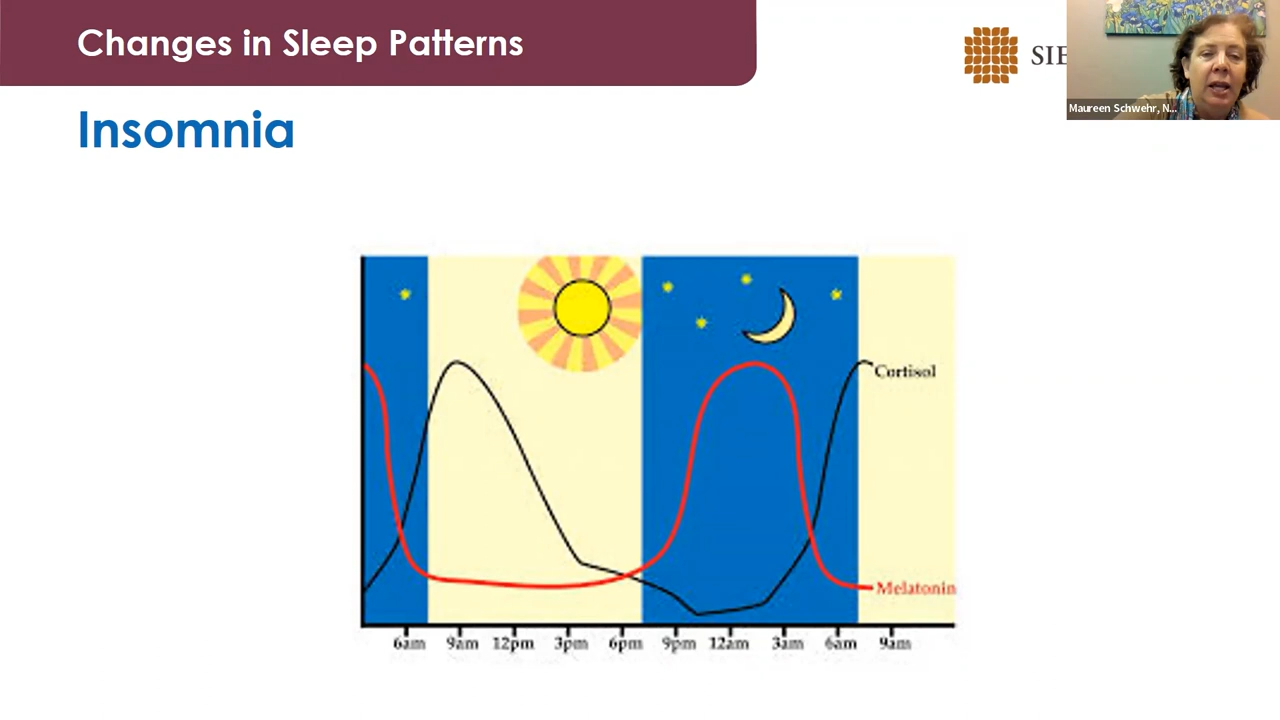 Changes in Sleep Patterns
SIE
Maureen Schwehr, N...
Insomnia
Cortisol
Melatonin
6am 9am 12pm 3pm 6pm 9pm 12am 3am 6am 9am